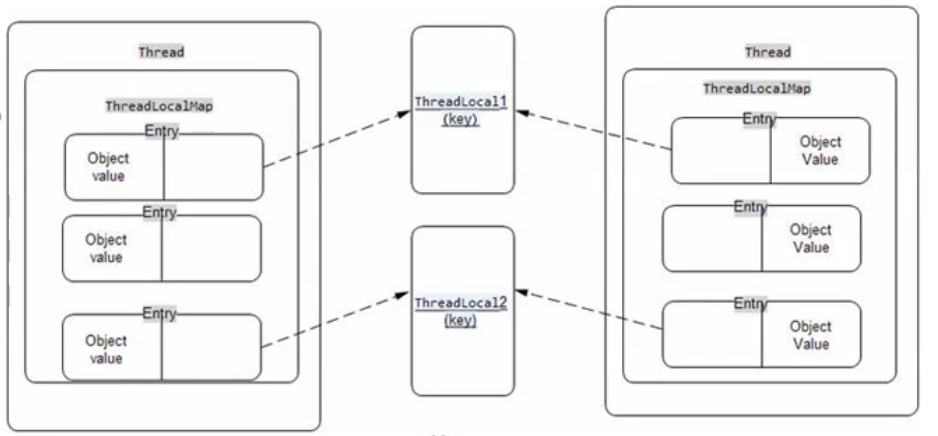 Thread
ThreadLocalMap
Entry
Object
value
Entry
Object
value
Entry
Object
value
ThreadLocal1
(key)
ThreadLocal2
(key)
Thread
ThreadLocalMap
Entry
Object
Value
Entry
Object
Value
Entry
Object
Value